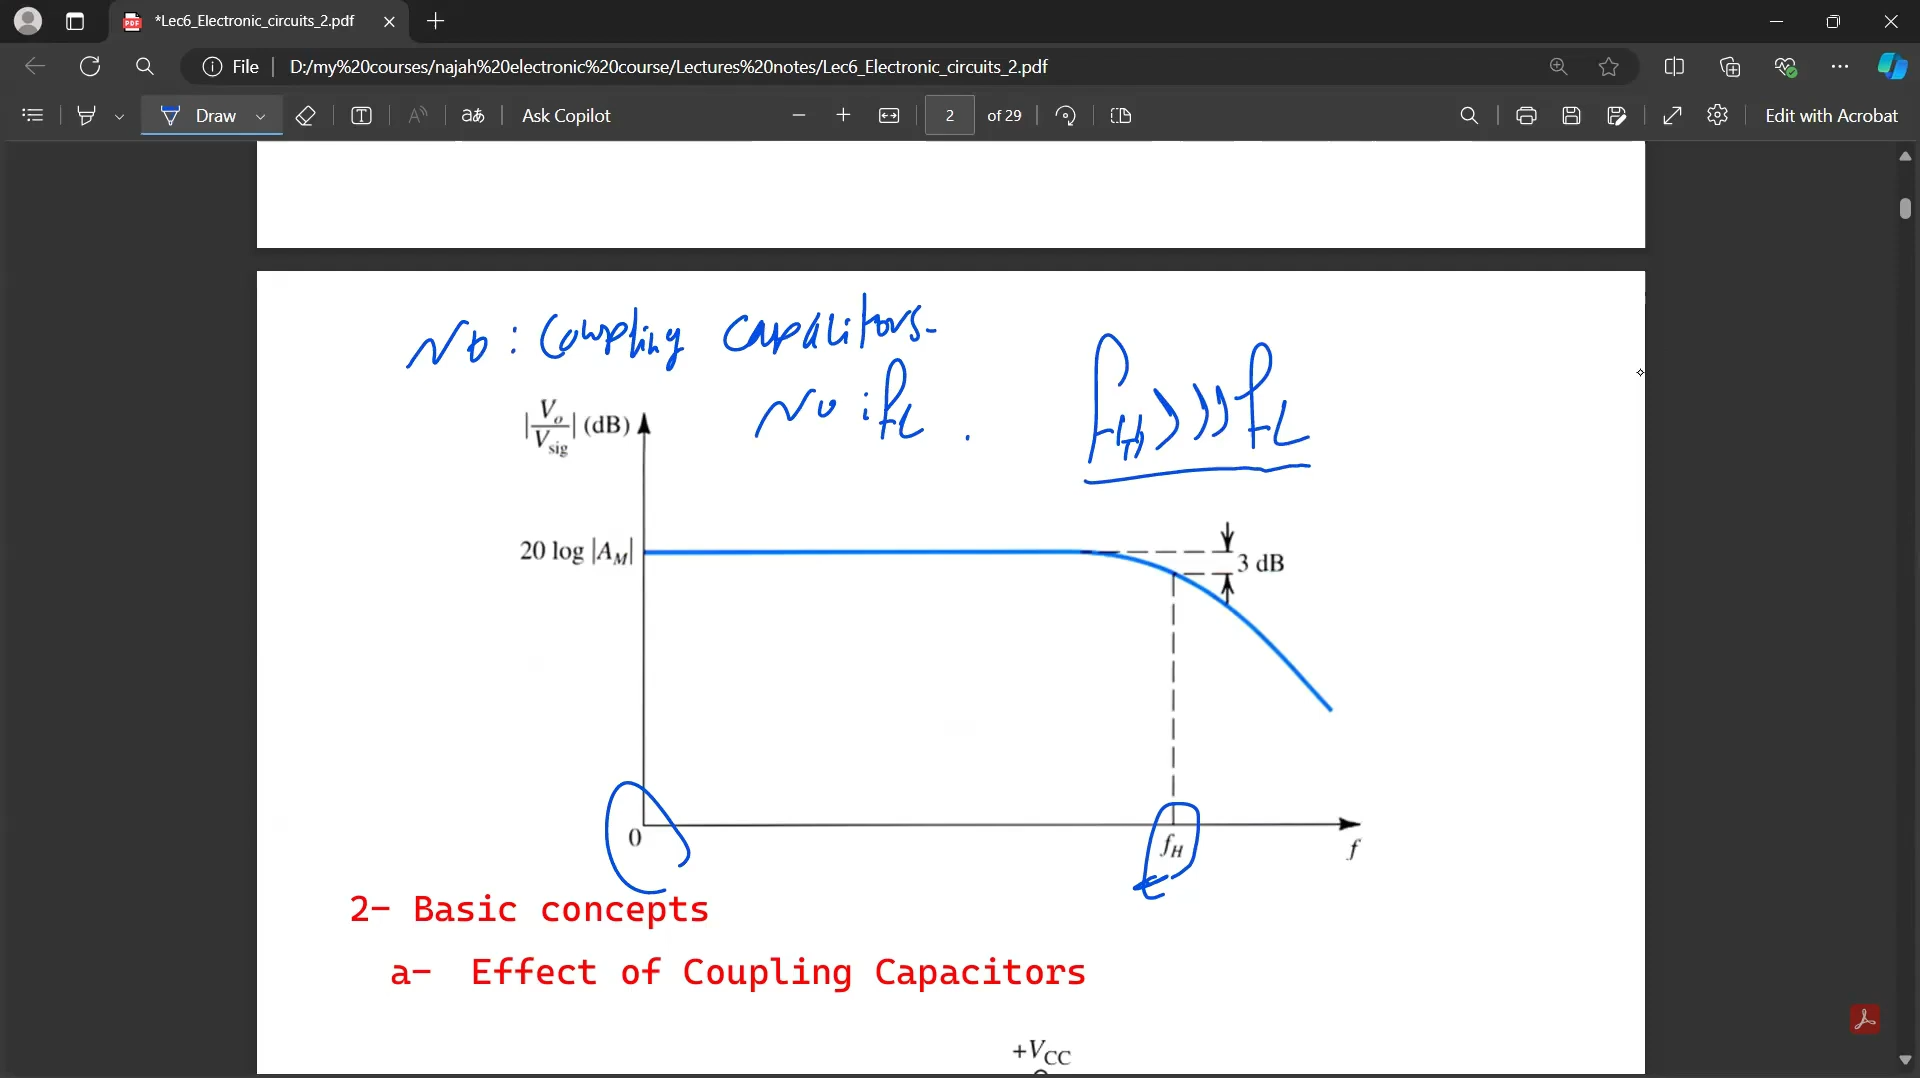 *Lec6_Electronic_circuits_2.pdf
File D:/my%20courses/najah%20electronic%20course/Lectures%20notes/Lec6_Electronic_circuits_2.pdf
Draw T A aあ Ask Copilot 2 of 29 Edit with Acrobat
No : Coupling capacitors.
No : fL . fH >>> fL
|Vo/Vsig| (dB)
20 log |AM|
3 dB
0 fH f
2- Basic concepts
a- Effect of Coupling Capacitors
+VCC